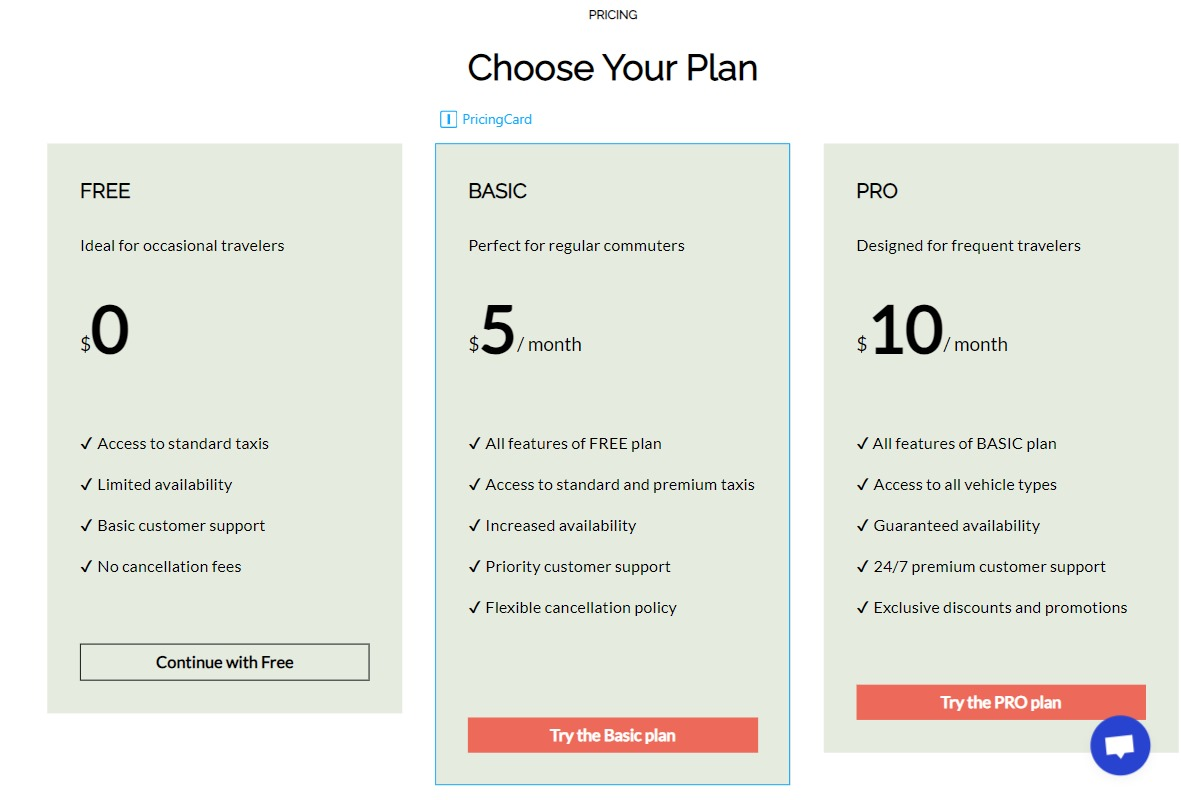 PRICING
Choose Your Plan
PricingCard
FREE
Ideal for occasional travelers
$0
✓ Access to standard taxis
✓ Limited availability
✓ Basic customer support
✓ No cancellation fees
Continue with Free
BASIC
Perfect for regular commuters
$5/ month
✓ All features of FREE plan
✓ Access to standard and premium taxis
✓ Increased availability
✓ Priority customer support
✓ Flexible cancellation policy
Try the Basic plan
PRO
Designed for frequent travelers
$10/ month
✓ All features of BASIC plan
✓ Access to all vehicle types
✓ Guaranteed availability
✓ 24/7 premium customer support
✓ Exclusive discounts and promotions
Try the PRO plan